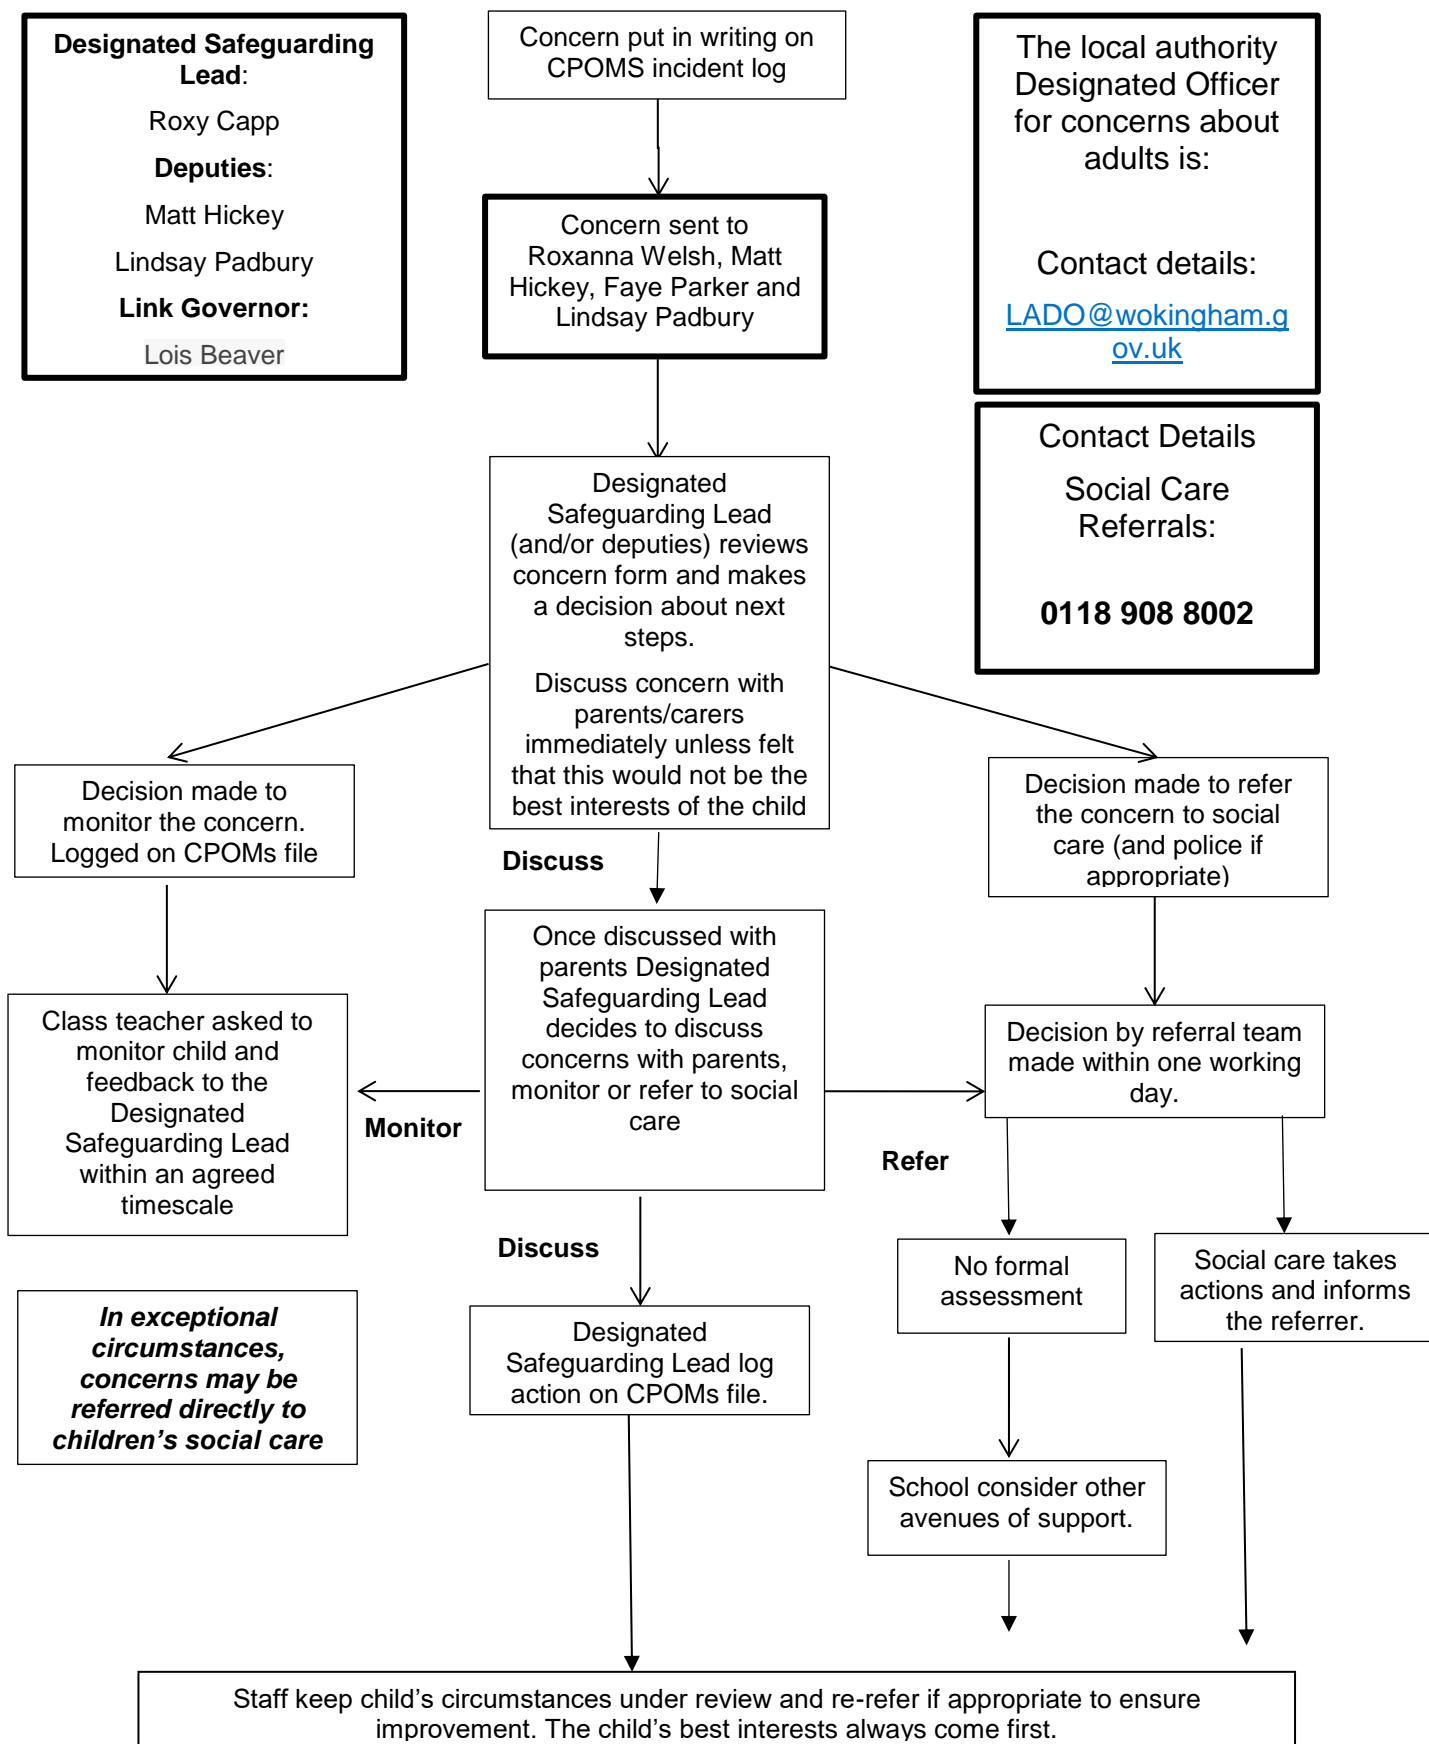 Designated Safeguarding
Lead:
Roxy Capp
Deputies:
Matt Hickey
Lindsay Padbury
Link Governor:
Lois Beaver
Concern put in writing on
CPOMS incident log
The local authority
Designated Officer
for concerns about
adults is:
Contact details:
LADO@wokingham.g
ov.uk
Concern sent to
Roxanna Welsh, Matt
Hickey, Faye Parker and
Lindsay Padbury
Contact Details
Social Care
Referrals:
0118 908 8002
Designated
Safeguarding Lead
(and/or deputies) reviews
concern form and makes
a decision about next
steps.
Discuss concern with
parents/carers
immediately unless felt
that this would not be the
best interests of the child
Decision made to
monitor the concern.
Logged on CPOMs file
Decision made to refer
the concern to social
care (and police if
appropriate)
Discuss
Once discussed with
parents Designated
Safeguarding Lead
decides to discuss
concerns with parents,
monitor or refer to social
care
Class teacher asked to
monitor child and
feedback to the
Designated
Safeguarding Lead
within an agreed
timescale
Monitor
Decision by referral team
made within one working
day.
Refer
Discuss
No formal
assessment
Social care takes
actions and informs
the referrer.
In exceptional
circumstances,
concerns may be
referred directly to
children’s social care
Designated
Safeguarding Lead log
action on CPOMs file.
School consider other
avenues of support.
Staff keep child’s circumstances under review and re-refer if appropriate to ensure
improvement. The child’s best interests always come first.